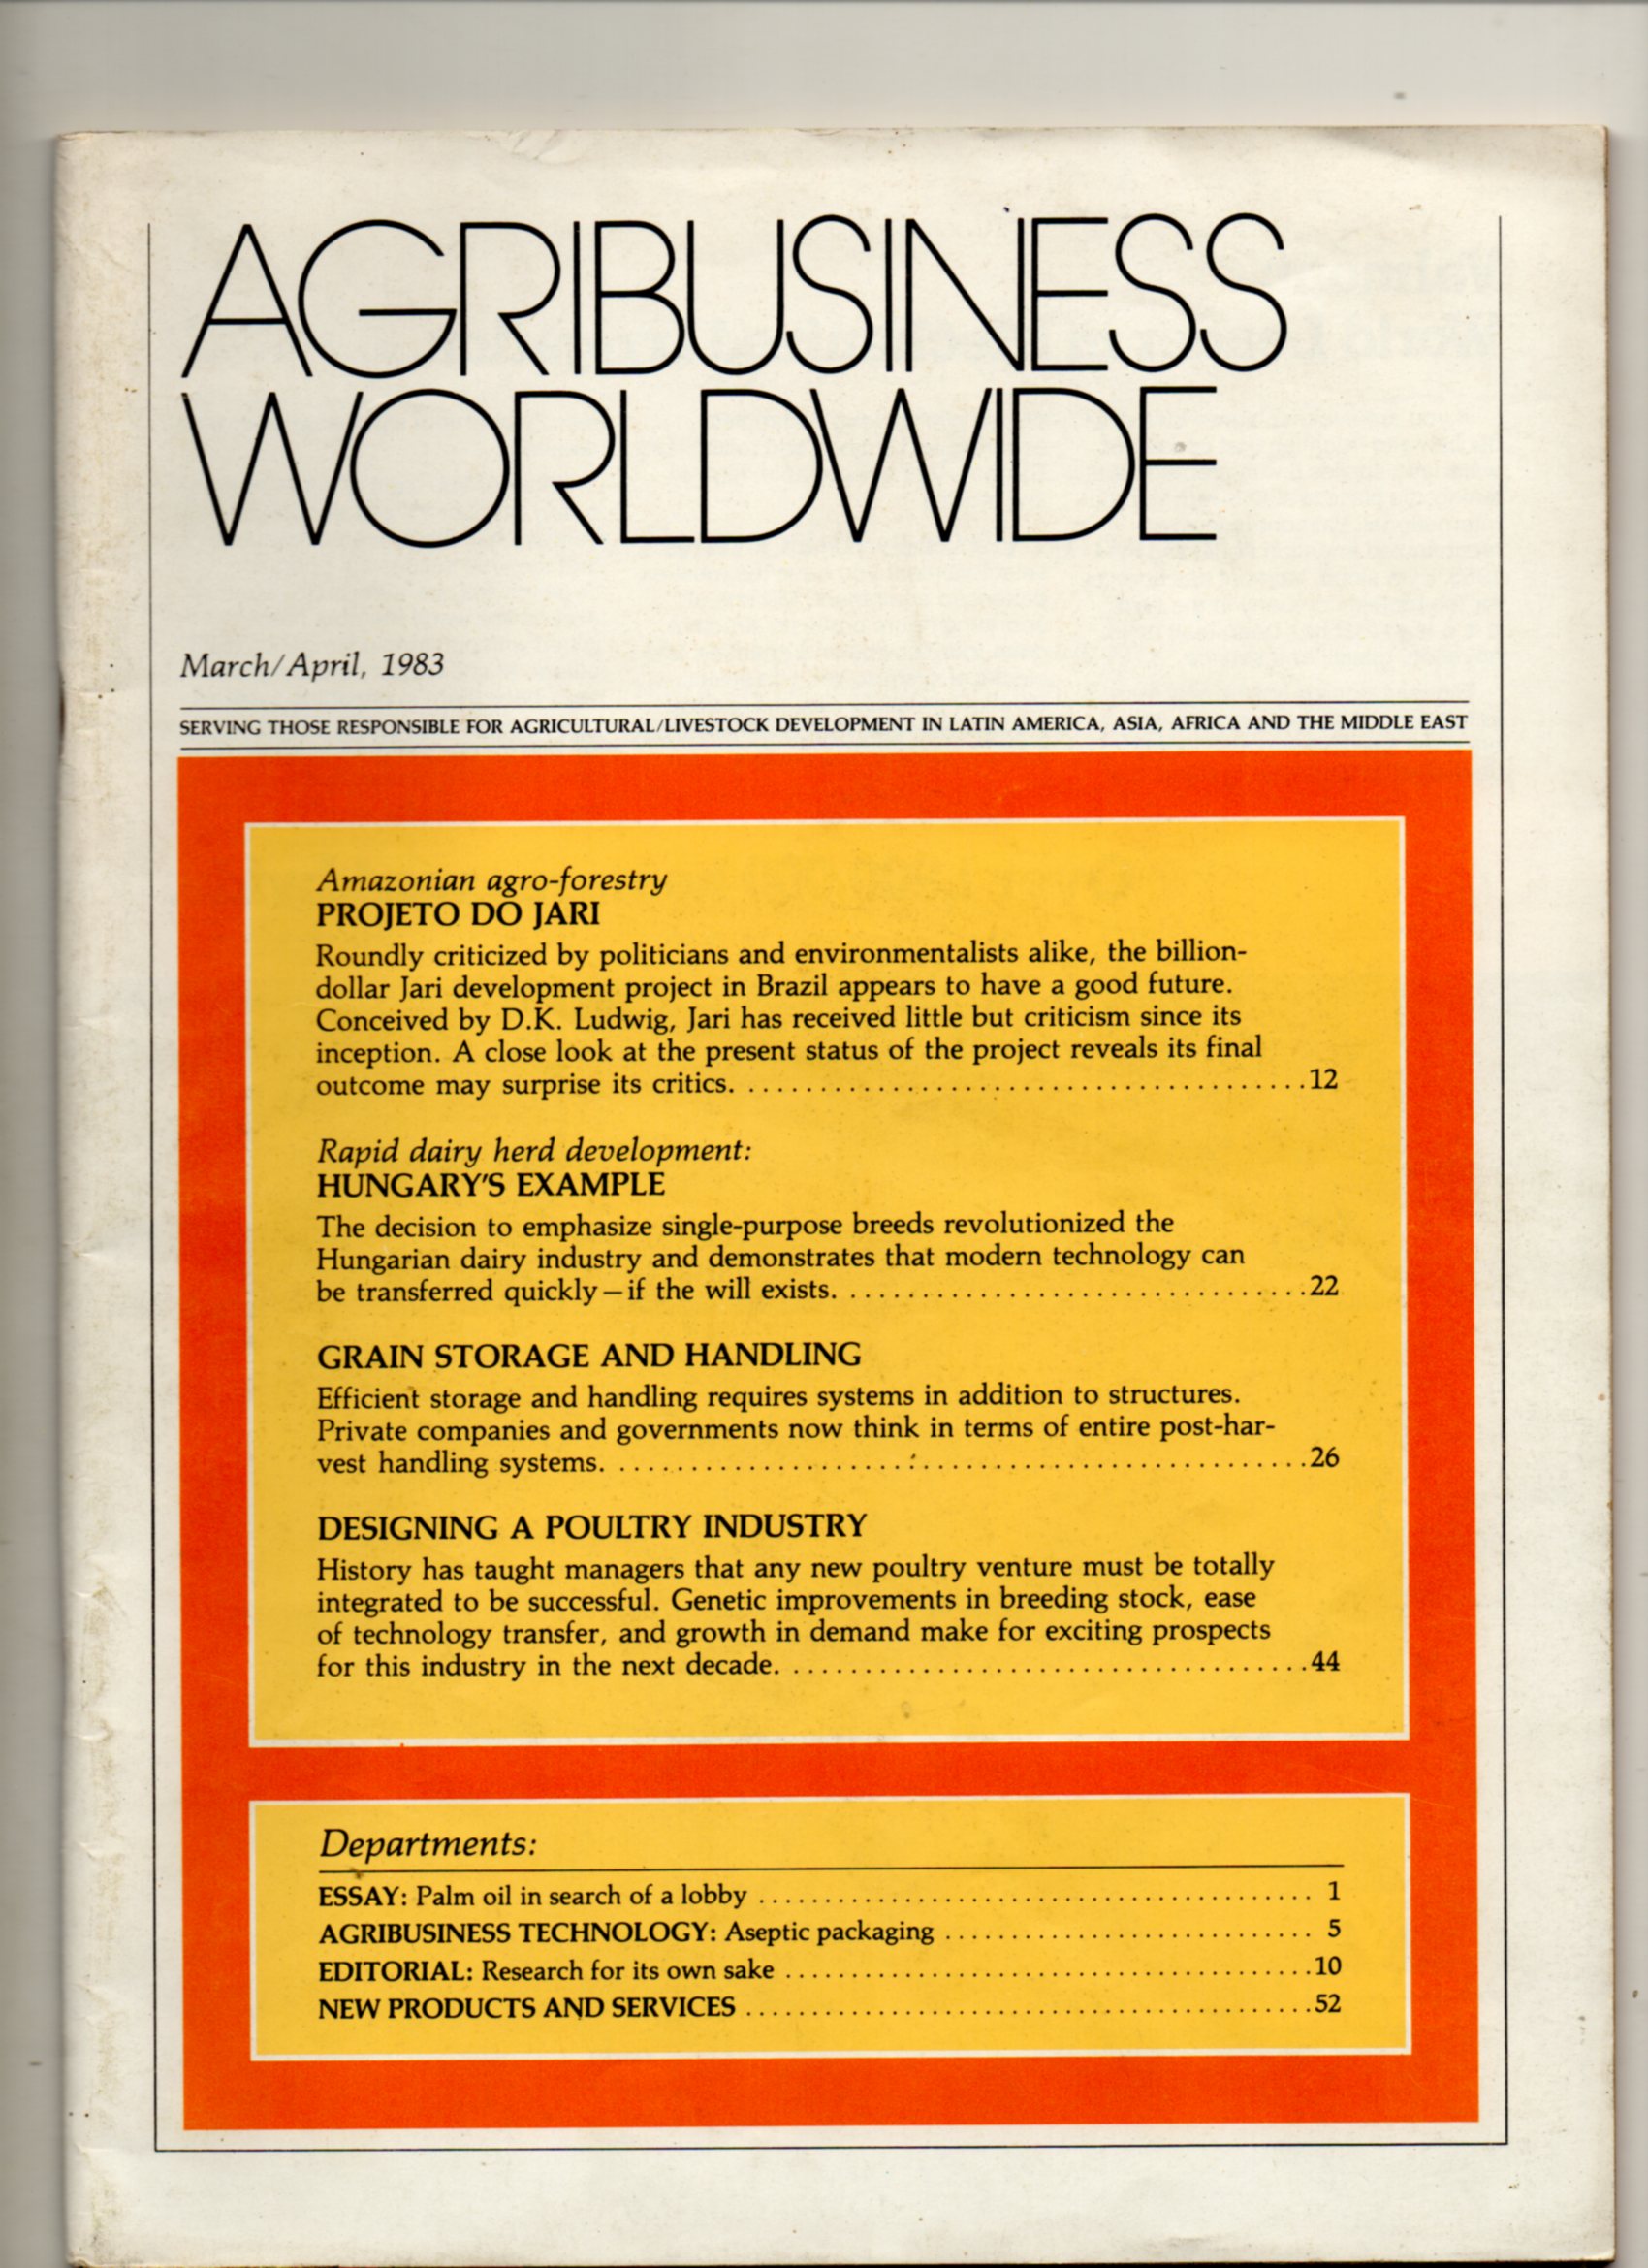 AGRIBUSINESS
WORLDWIDE
March/April, 1983
SERVING THOSE RESPONSIBLE FOR AGRICULTURAL/LIVESTOCK DEVELOPMENT IN LATIN AMERICA, ASIA, AFRICA AND THE MIDDLE EAST
Amazonian agro-forestry
PROJETO DO JARI
Roundly criticized by politicians and environmentalists alike, the billion-
dollar Jari development project in Brazil appears to have a good future.
Conceived by D.K. Ludwig, Jari has received little but criticism since its
inception. A close look at the present status of the project reveals its final
outcome may surprise its critics. ....................................... 12
Rapid dairy herd development:
HUNGARY'S EXAMPLE
The decision to emphasize single-purpose breeds revolutionized the
Hungarian dairy industry and demonstrates that modern technology can
be transferred quickly—if the will exists. ................................ 22
GRAIN STORAGE AND HANDLING
Efficient storage and handling requires systems in addition to structures.
Private companies and governments now think in terms of entire post-har-
vest handling systems. ................................................ 26
DESIGNING A POULTRY INDUSTRY
History has taught managers that any new poultry venture must be totally
integrated to be successful. Genetic improvements in breeding stock, ease
of technology transfer, and growth in demand make for exciting prospects
for this industry in the next decade. .................................... 44
Departments:
ESSAY: Palm oil in search of a lobby .......................................... 1
AGRIBUSINESS TECHNOLOGY: Aseptic packaging ............................ 5
EDITORIAL: Research for its own sake ........................................ 10
NEW PRODUCTS AND SERVICES ........................................... 52